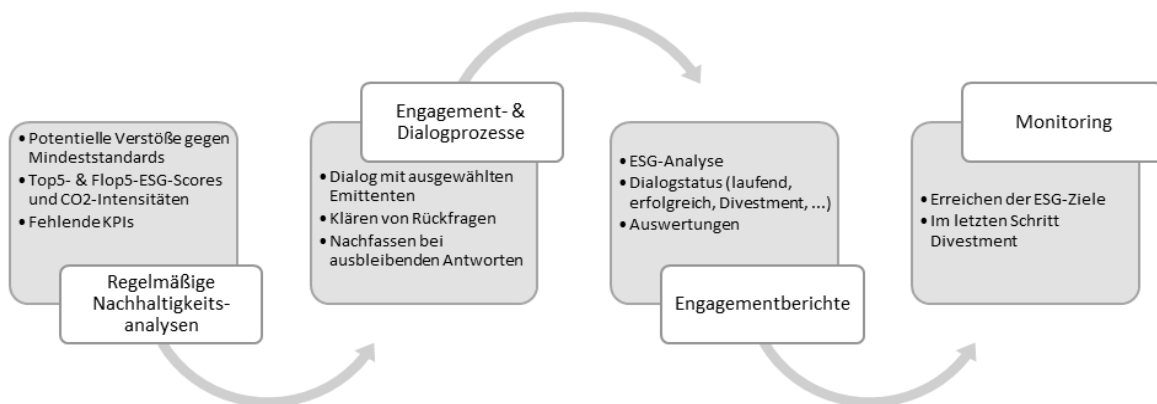 • Potentielle Verstöße gegen
Mindeststandards
• Top5- & Flop5-ESG-Scores
und CO2-Intensitäten
• Fehlende KPIs
Regelmäßige
Nachhaltigkeits-
analysen
Engagement- &
Dialogprozesse
• Dialog mit ausgewählten
Emittenten
• Klären von Rückfragen
• Nachfassen bei
ausbleibenden Antworten
• ESG-Analyse
• Dialogstatus (laufend,
erfolgreich, Divestment, ...)
• Auswertungen
Engagementberichte
Monitoring
• Erreichen der ESG-Ziele
• Im letzten Schritt
Divestment